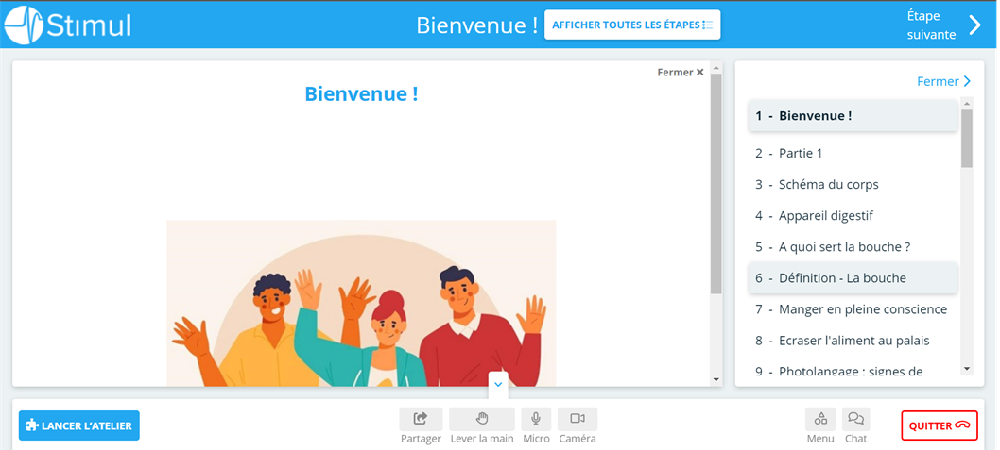 Stimul
Bienvenue !
AFFICHER TOUTES LES ÉTAPES
Étape
suivante
Fermer ×
Bienvenue !
Fermer
1 - Bienvenue !
2 - Partie 1
3 - Schéma du corps
4 - Appareil digestif
5 - A quoi sert la bouche ?
6 - Définition - La bouche
7 - Manger en pleine conscience
8 - Ecraser l'aliment au palais
9 - Photolangage : signes de
LANCER L'ATELIER
Partager
Lever la main
Micro
Caméra
Menu
Chat
QUITTER